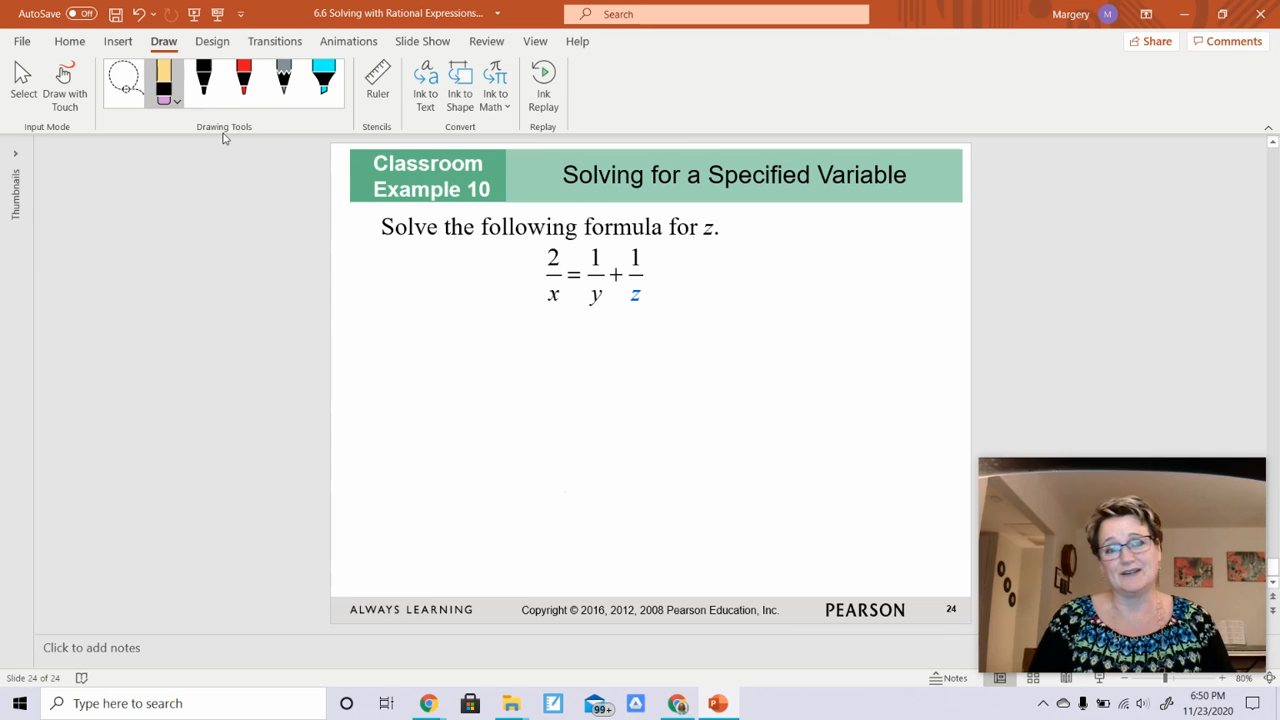 AutoSave Off 6.6 Solving with Rational Expressions... Search Margery M
File Home Insert Draw Design Transitions Animations Slide Show Review View Help Share Comments
Select Draw with Touch Ruler Ink to Text Ink to Shape Ink to Math Ink Replay
Input Mode Drawing Tools Stencils Convert Replay
Thumbnails
Classroom
Example 10
Solving for a Specified Variable
Solve the following formula for z.
2/x = 1/y + 1/z
ALWAYS LEARNING Copyright © 2016, 2012, 2008 Pearson Education, Inc. PEARSON 24
Click to add notes
Slide 24 of 24 Notes 80%
Type here to search 99+ 6:50 PM
11/23/2020